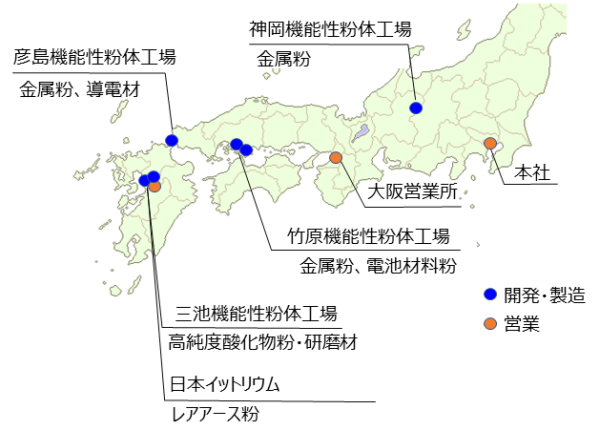 神岡機能性粉体工場
金属粉
彦島機能性粉体工場
金属粉、導電材
本社
大阪営業所
竹原機能性粉体工場
金属粉、電池材料粉
開発・製造
営業
三池機能性粉体工場
高純度酸化物粉・研磨材
日本イットリウム
レアアース粉